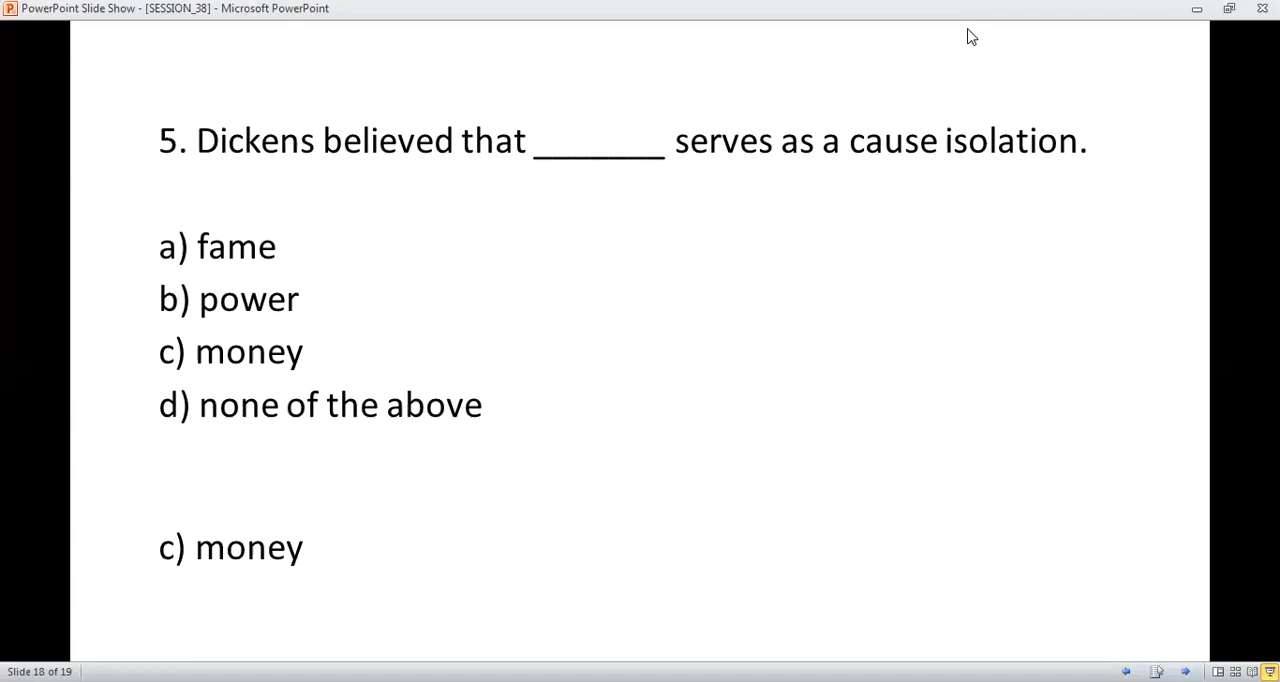 PowerPoint Slide Show - [SESSION_38] - Microsoft PowerPoint
5. Dickens believed that _______ serves as a cause isolation.
a) fame
b) power
c) money
d) none of the above
c) money
Slide 18 of 19